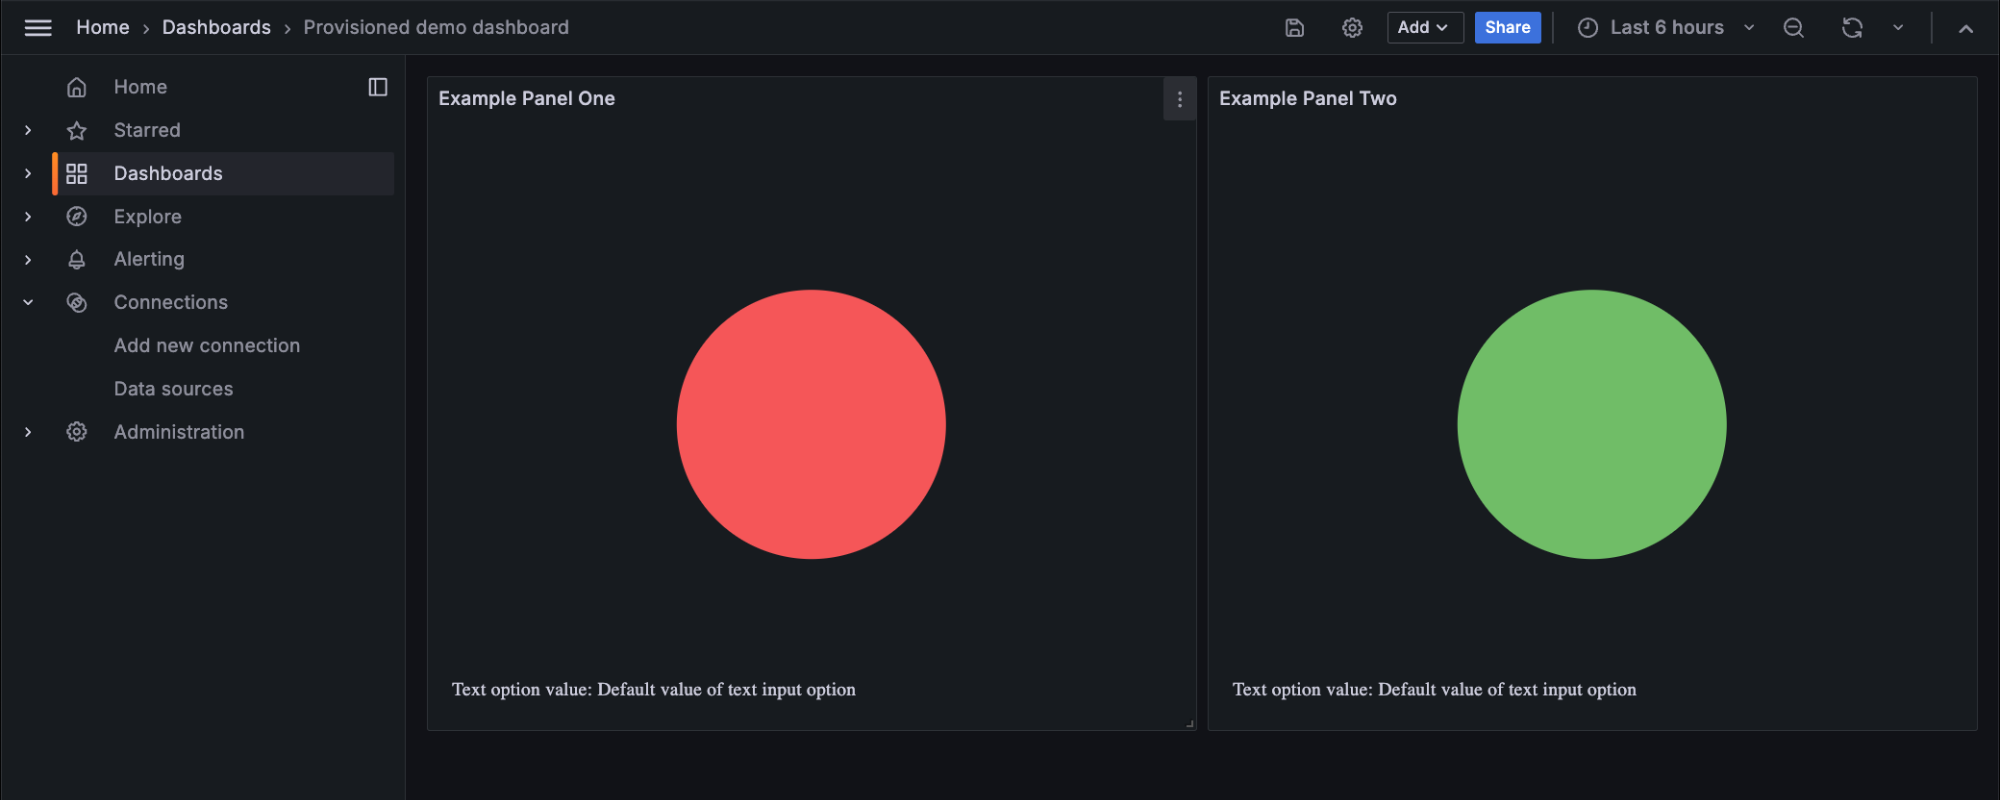 Home › Dashboards › Provisioned demo dashboard
Add
Share
Last 6 hours
Home
Starred
Dashboards
Explore
Alerting
Connections
Add new connection
Data sources
Administration
Example Panel One
Text option value: Default value of text input option
Example Panel Two
Text option value: Default value of text input option